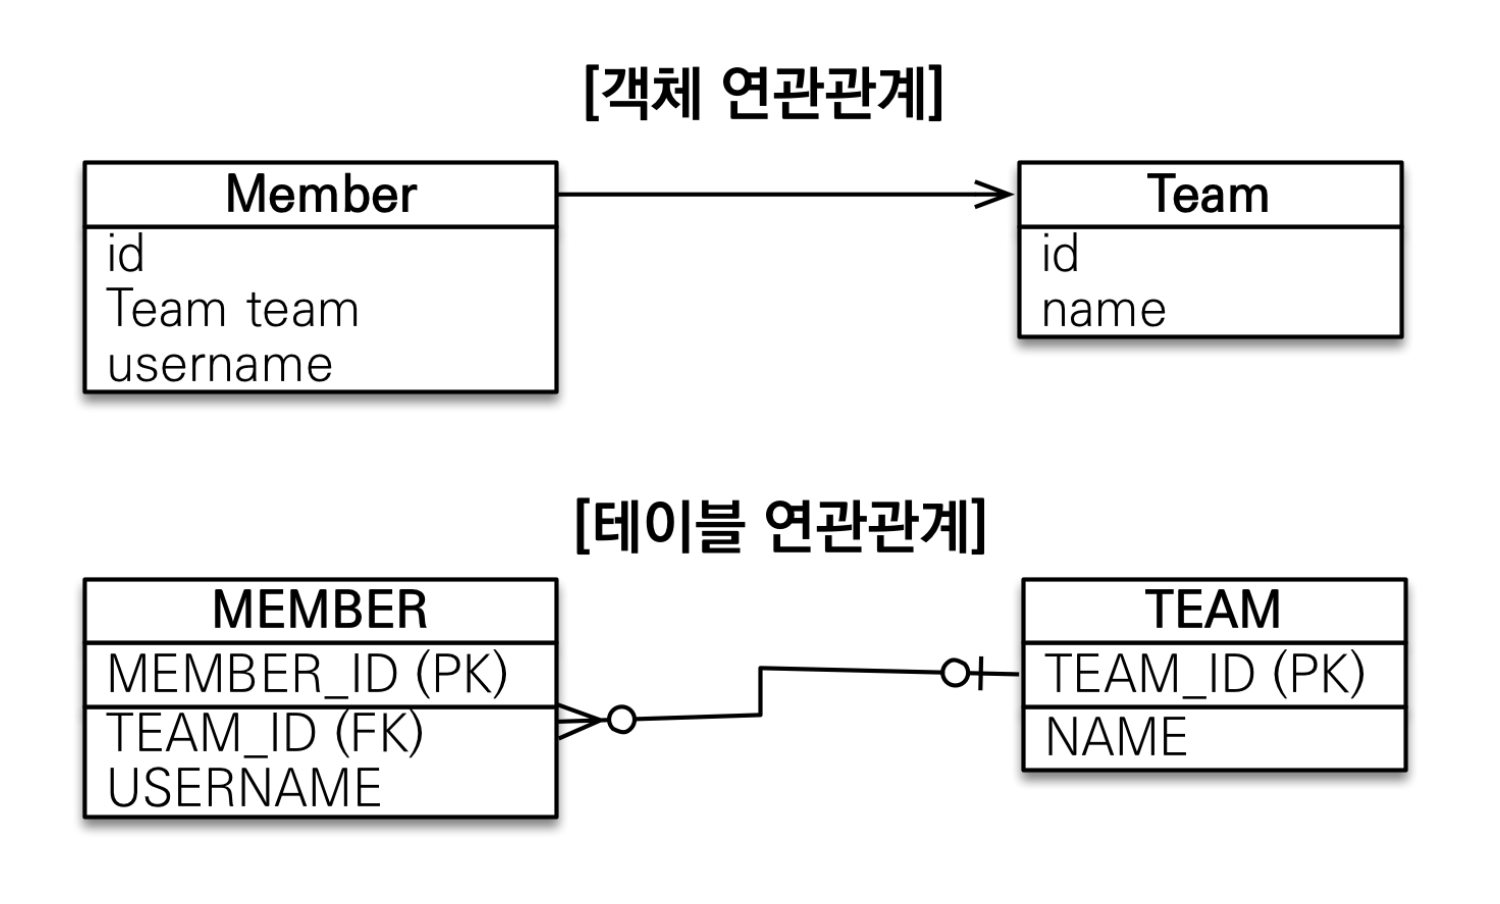 [객체 연관관계]
Member
id
Team team
username
Team
id
name
[테이블 연관관계]
MEMBER
MEMBER_ID (PK)
TEAM_ID (FK)
USERNAME
TEAM
TEAM_ID (PK)
NAME